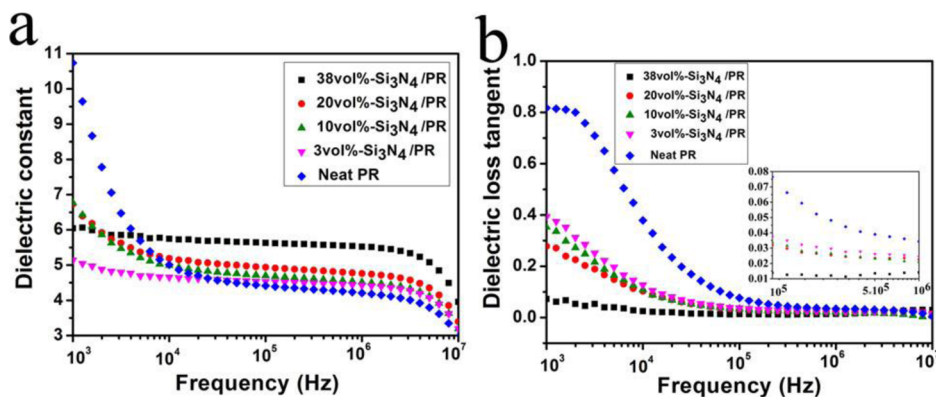 a
11
10
9
8
7
6
5
4
3
Dielectric constant
38vol%-Si₃N₄ /PR
20vol%-Si₃N₄ /PR
10vol%-Si₃N₄ /PR
3vol%-Si₃N₄ /PR
Neat PR
10³ 10⁴ 10⁵ 10⁶ 10⁷
Frequency (Hz)
b
1.0
0.8
0.6
0.4
0.2
0.0
Dielectric loss tangent
38vol%-Si₃N₄ /PR
20vol%-Si₃N₄ /PR
10vol%-Si₃N₄ /PR
3vol%-Si₃N₄ /PR
Neat PR
0.08
0.07
0.06
0.05
0.04
0.03
0.02
0.01
10⁵ 5.0x10⁵ 10⁶
10³ 10⁴ 10⁵ 10⁶ 10⁷
Frequency (Hz)